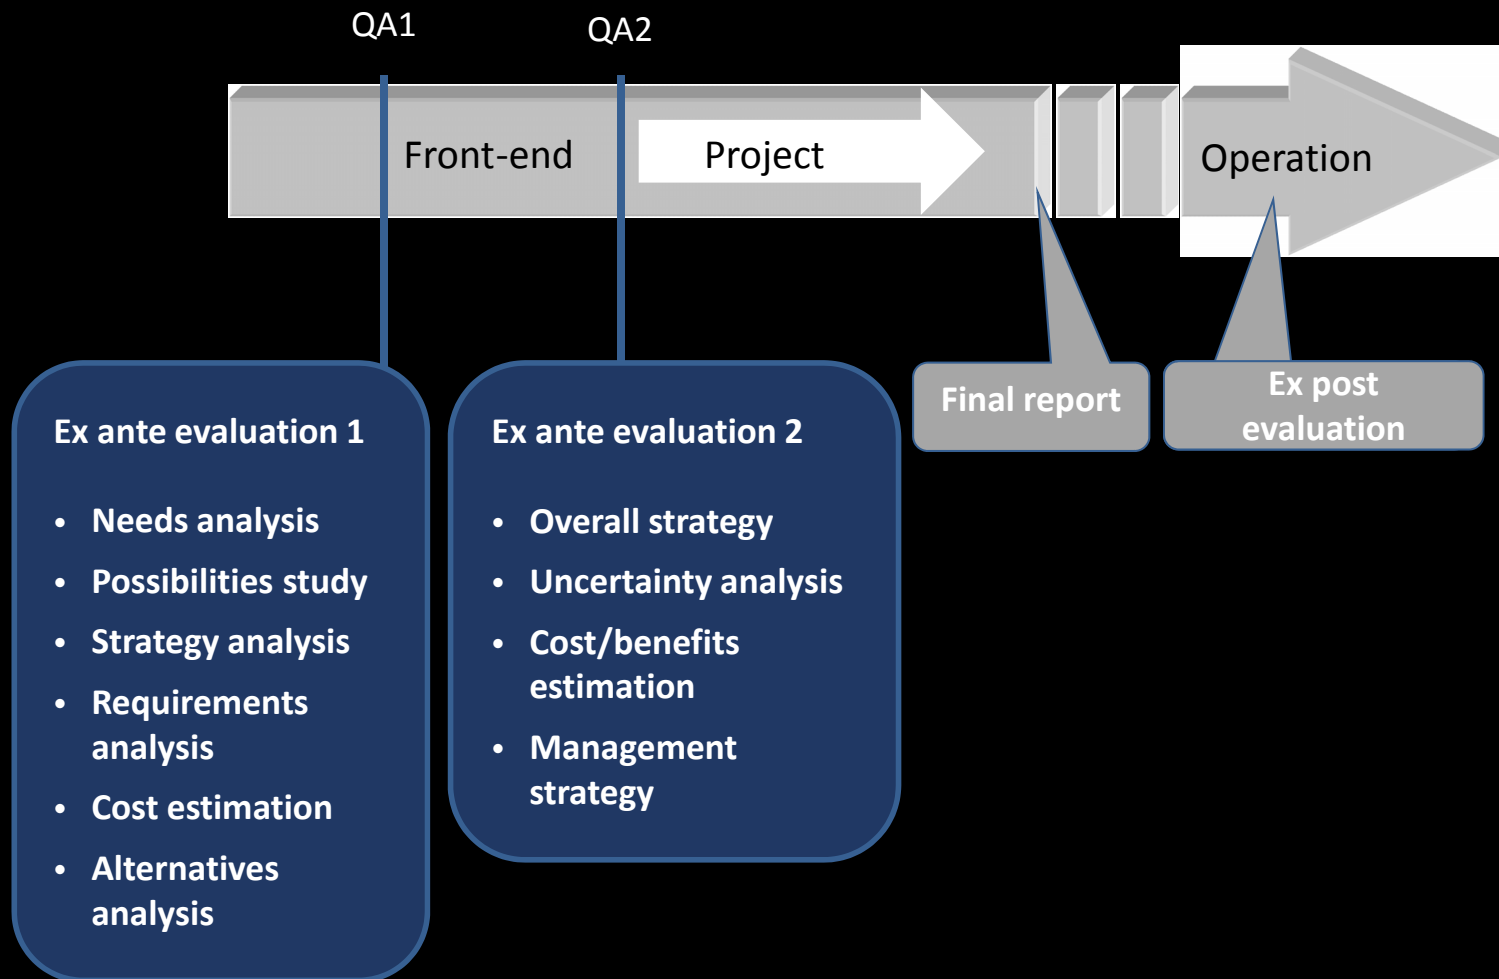 QA1
QA2
Front-end
Project
Operation
Final report
Ex post
evaluation
Ex ante evaluation 1
• Needs analysis
• Possibilities study
• Strategy analysis
• Requirements
analysis
• Cost estimation
• Alternatives
analysis
Ex ante evaluation 2
• Overall strategy
• Uncertainty analysis
• Cost/benefits
estimation
• Management
strategy